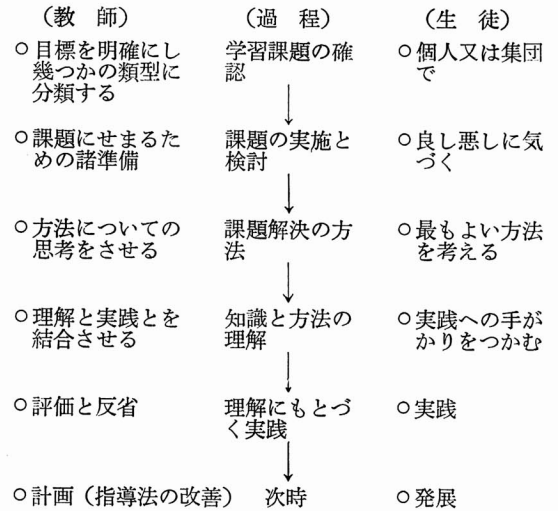 （教　師）　（過　程）　（生　徒）
○目標を明確にし　学習課題の確　○個人又は集団
幾つかの類型に　認　で
分類する
○課題にせまるた　課題の実施と　○良し悪しに気
めの諸準備　検討　づく
○方法についての　課題解決の方　○最もよい方法
思考をさせる　法　を考える
○理解と実践とを　知識と方法の　○実践への手が
結合させる　理解　かりをつかむ
○評価と反省　理解にもとづ　○実践
く実践
○計画（指導法の改善）　次時　○発展